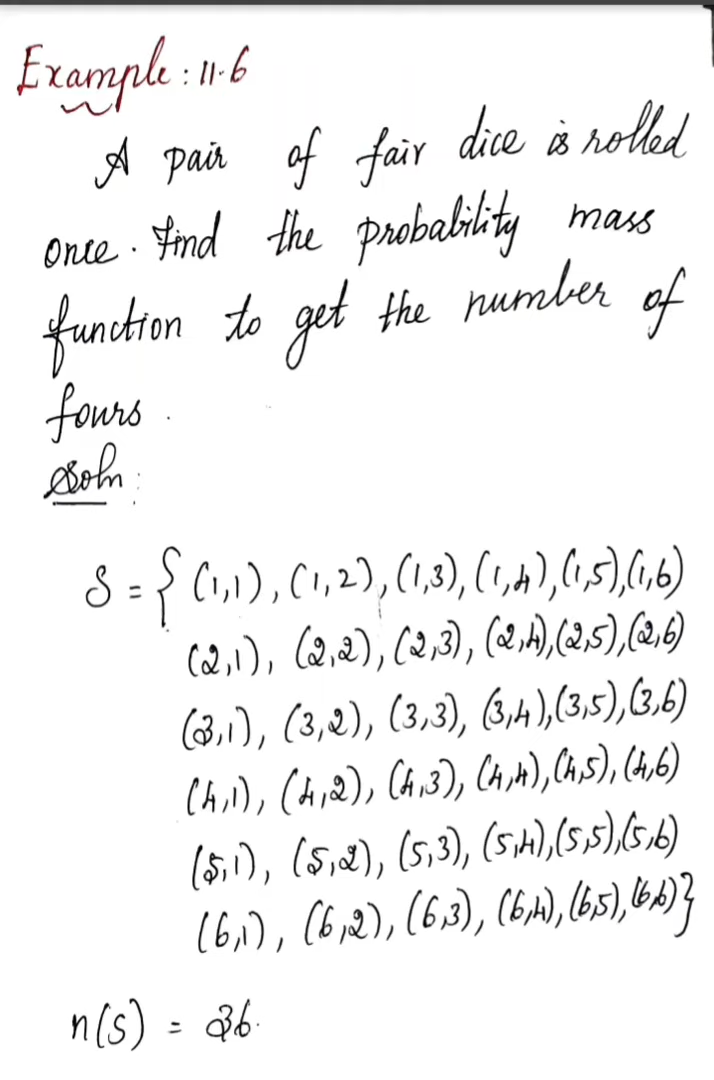 Example: 11.6
A pair of fair dice is rolled
once. Find the probability mass
function to get the number of
fours.
Soln:
S = { (1,1), (1,2), (1,3), (1,4), (1,5), (1,6)
(2,1), (2,2), (2,3), (2,4), (2,5), (2,6)
(3,1), (3,2), (3,3), (3,4), (3,5), (3,6)
(4,1), (4,2), (4,3), (4,4), (4,5), (4,6)
(5,1), (5,2), (5,3), (5,4), (5,5), (5,6)
(6,1), (6,2), (6,3), (6,4), (6,5), (6,6) }
n(S) = 36.